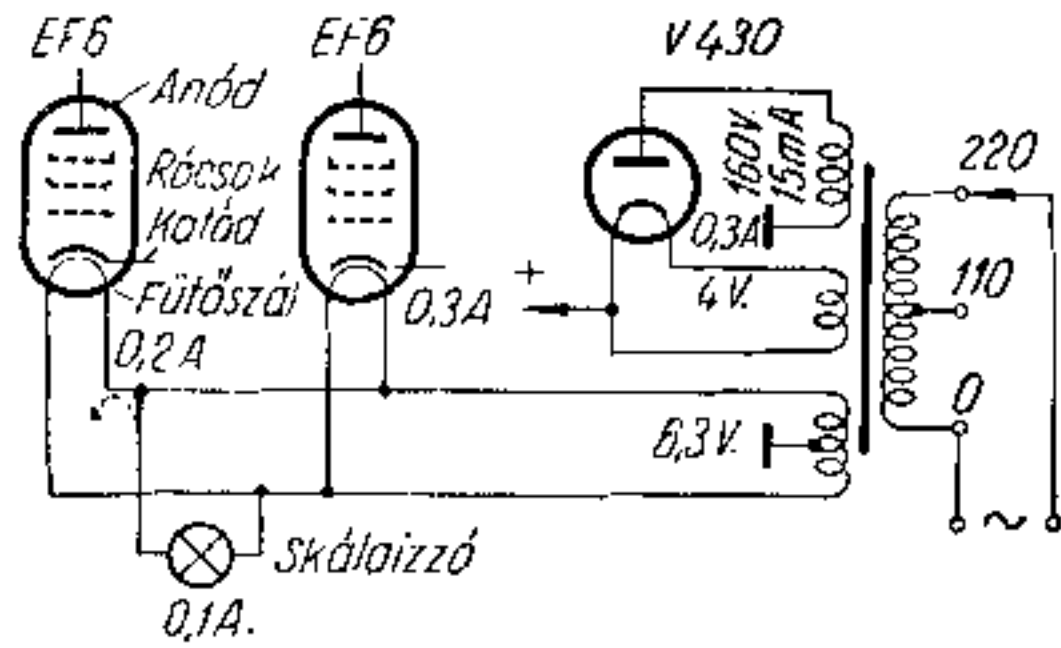 EF6
EF6
V430
Anód
Rácsok
Katód
Fűtőszál
0,2 A
0,3A
160V.
15mA
0,3A
4V.
+
220
110
0
6,3V.
~
Skálaizzó
0,1A.